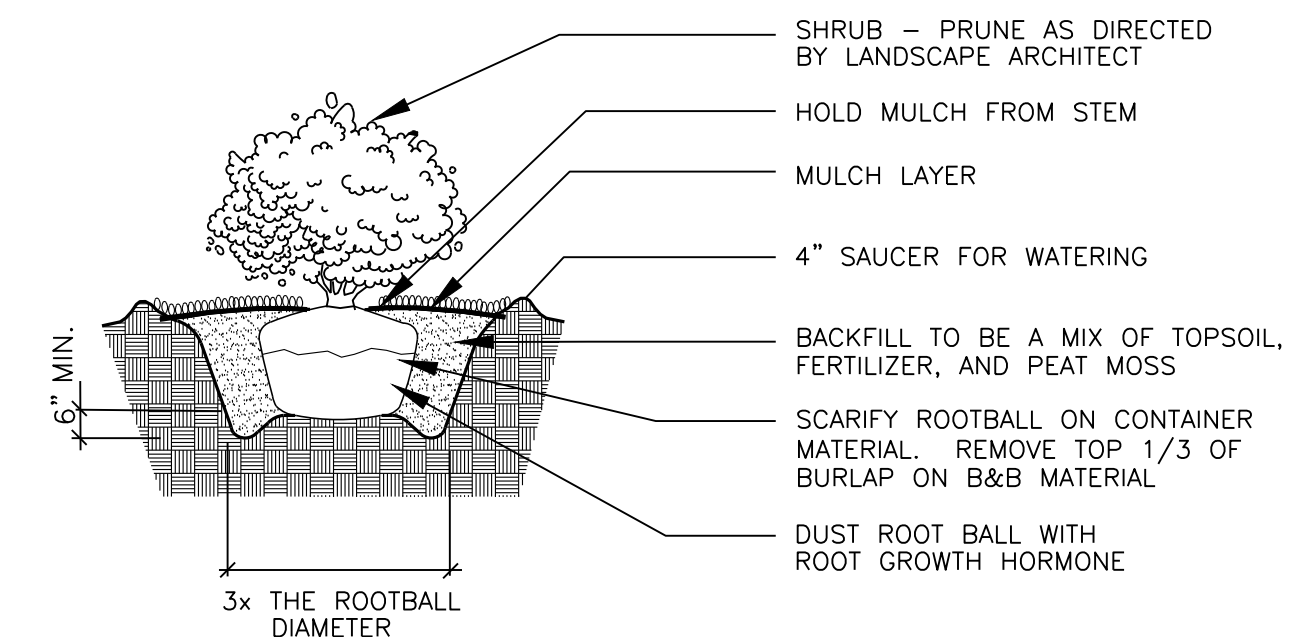 SHRUB – PRUNE AS DIRECTED
BY LANDSCAPE ARCHITECT
HOLD MULCH FROM STEM
MULCH LAYER
4" SAUCER FOR WATERING
BACKFILL TO BE A MIX OF TOPSOIL,
FERTILIZER, AND PEAT MOSS
SCARIFY ROOTBALL ON CONTAINER
MATERIAL. REMOVE TOP 1/3 OF
BURLAP ON B&B MATERIAL
DUST ROOT BALL WITH
ROOT GROWTH HORMONE
6" MIN.
3x THE ROOTBALL
DIAMETER